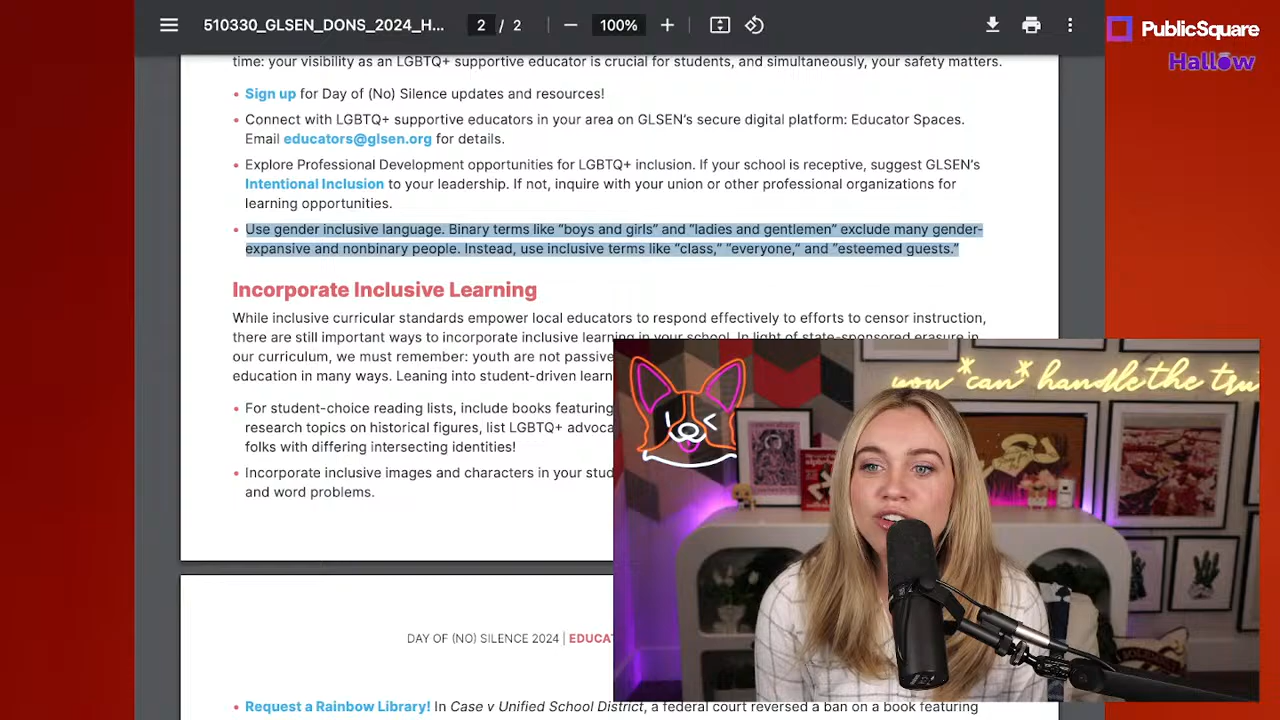 510330_GLSEN_DONS_2024_H...
2 / 2
100%
PublicSquare
Hallow
time: your visibility as an LGBTQ+ supportive educator is crucial for students, and simultaneously, your safety matters.
• Sign up for Day of (No) Silence updates and resources!
• Connect with LGBTQ+ supportive educators in your area on GLSEN’s secure digital platform: Educator Spaces.
Email educators@glsen.org for details.
• Explore Professional Development opportunities for LGBTQ+ inclusion. If your school is receptive, suggest GLSEN’s
Intentional Inclusion to your leadership. If not, inquire with your union or other professional organizations for
learning opportunities.
• Use gender inclusive language. Binary terms like “boys and girls” and “ladies and gentlemen” exclude many gender-
expansive and nonbinary people. Instead, use inclusive terms like “class,” “everyone,” and “esteemed guests.”
Incorporate Inclusive Learning
While inclusive curricular standards empower local educators to respond effectively to efforts to censor instruction,
there are still important ways to incorporate inclusive learning in your school. In light of state-sponsored erasure in
our curriculum, we must remember: youth are not passive
education in many ways. Leaning into student-driven learn
• For student-choice reading lists, include books featuring
research topics on historical figures, list LGBTQ+ advoca
folks with differing intersecting identities!
• Incorporate inclusive images and characters in your stud
and word problems.
you *can* handle the tru
DAY OF (NO) SILENCE 2024 | EDUCAT
• Request a Rainbow Library! In Case v Unified School District, a federal court reversed a ban on a book featuring